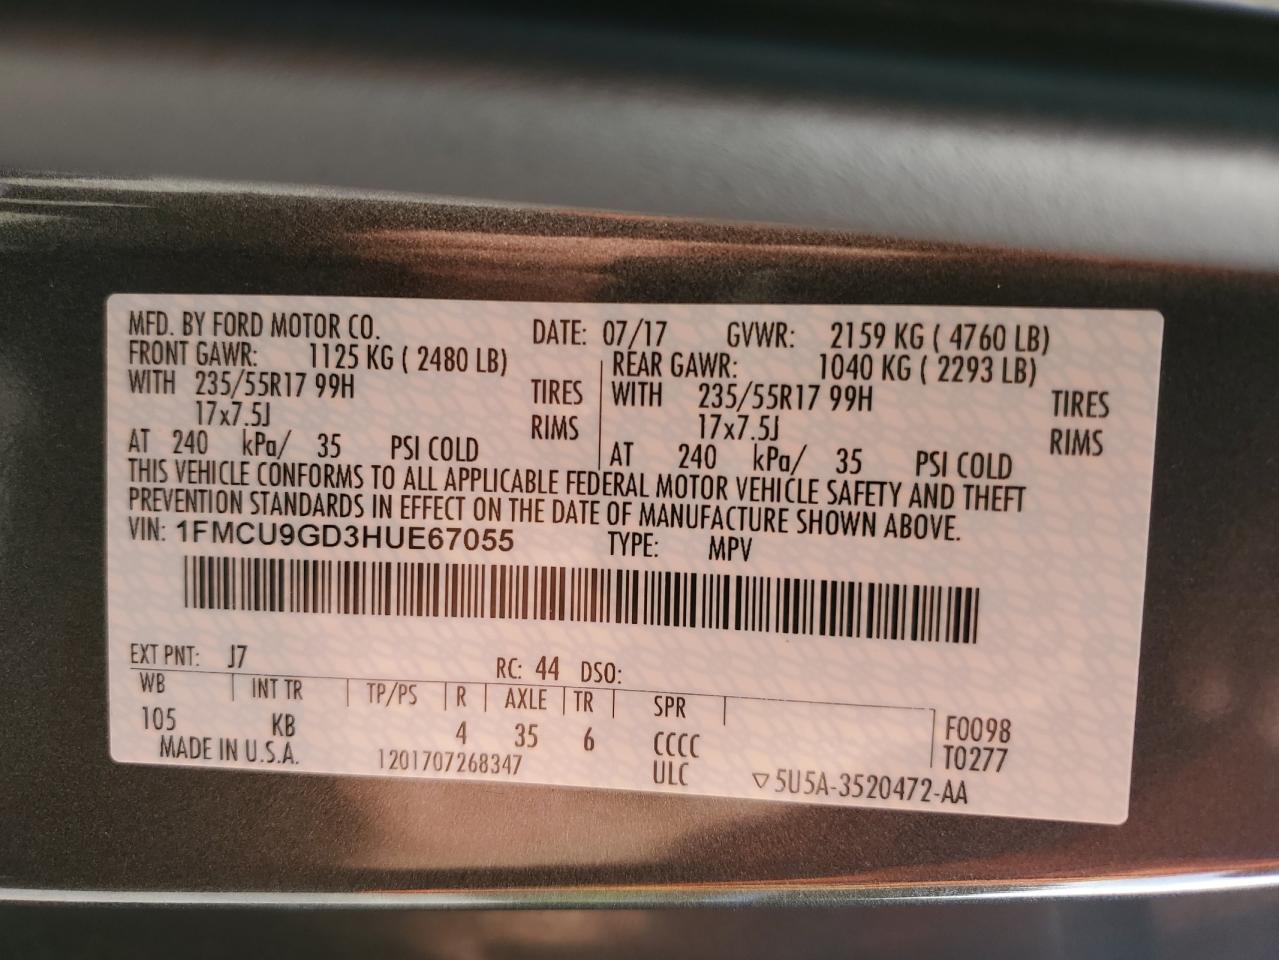 MFD. BY FORD MOTOR CO. DATE: 07/17 GVWR: 2159 KG ( 4760 LB)
FRONT GAWR: 1125 KG ( 2480 LB) REAR GAWR: 1040 KG ( 2293 LB)
WITH 235/55R17 99H TIRES WITH 235/55R17 99H TIRES
17x7.5J RIMS 17x7.5J RIMS
AT 240 kPa/ 35 PSI COLD AT 240 kPa/ 35 PSI COLD
THIS VEHICLE CONFORMS TO ALL APPLICABLE FEDERAL MOTOR VEHICLE SAFETY AND THEFT
PREVENTION STANDARDS IN EFFECT ON THE DATE OF MANUFACTURE SHOWN ABOVE.
VIN: 1FMCU9GD3HUE67055 TYPE: MPV
EXT PNT: J7 RC: 44 DSO:
WB INT TR TP/PS R AXLE TR SPR
105 KB 4 35 6 CCCC F0098
MADE IN U.S.A. 1201707268347 ULC ▽5U5A-3520472-AA T0277